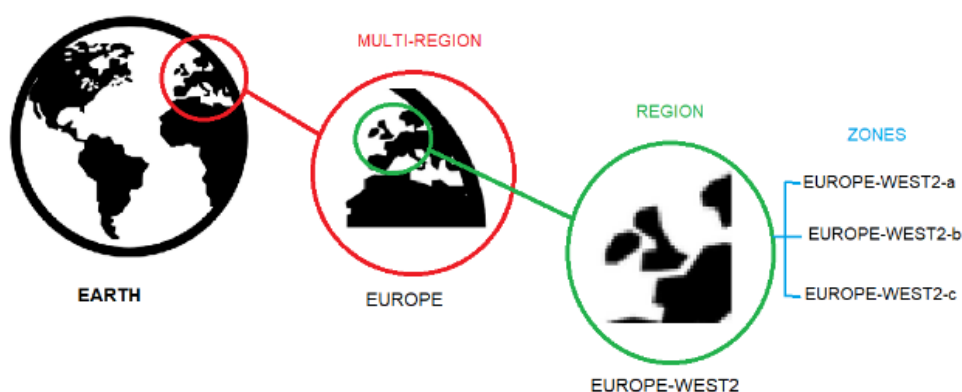 MULTI-REGION
REGION
ZONES
EUROPE-WEST2-a
EUROPE-WEST2-b
EUROPE-WEST2-c
EARTH
EUROPE
EUROPE-WEST2